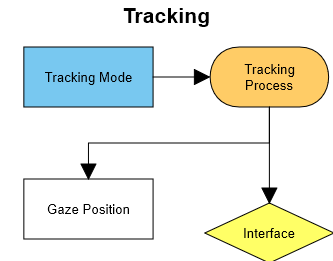 Tracking
Tracking Mode
Tracking
Process
Gaze Position
Interface